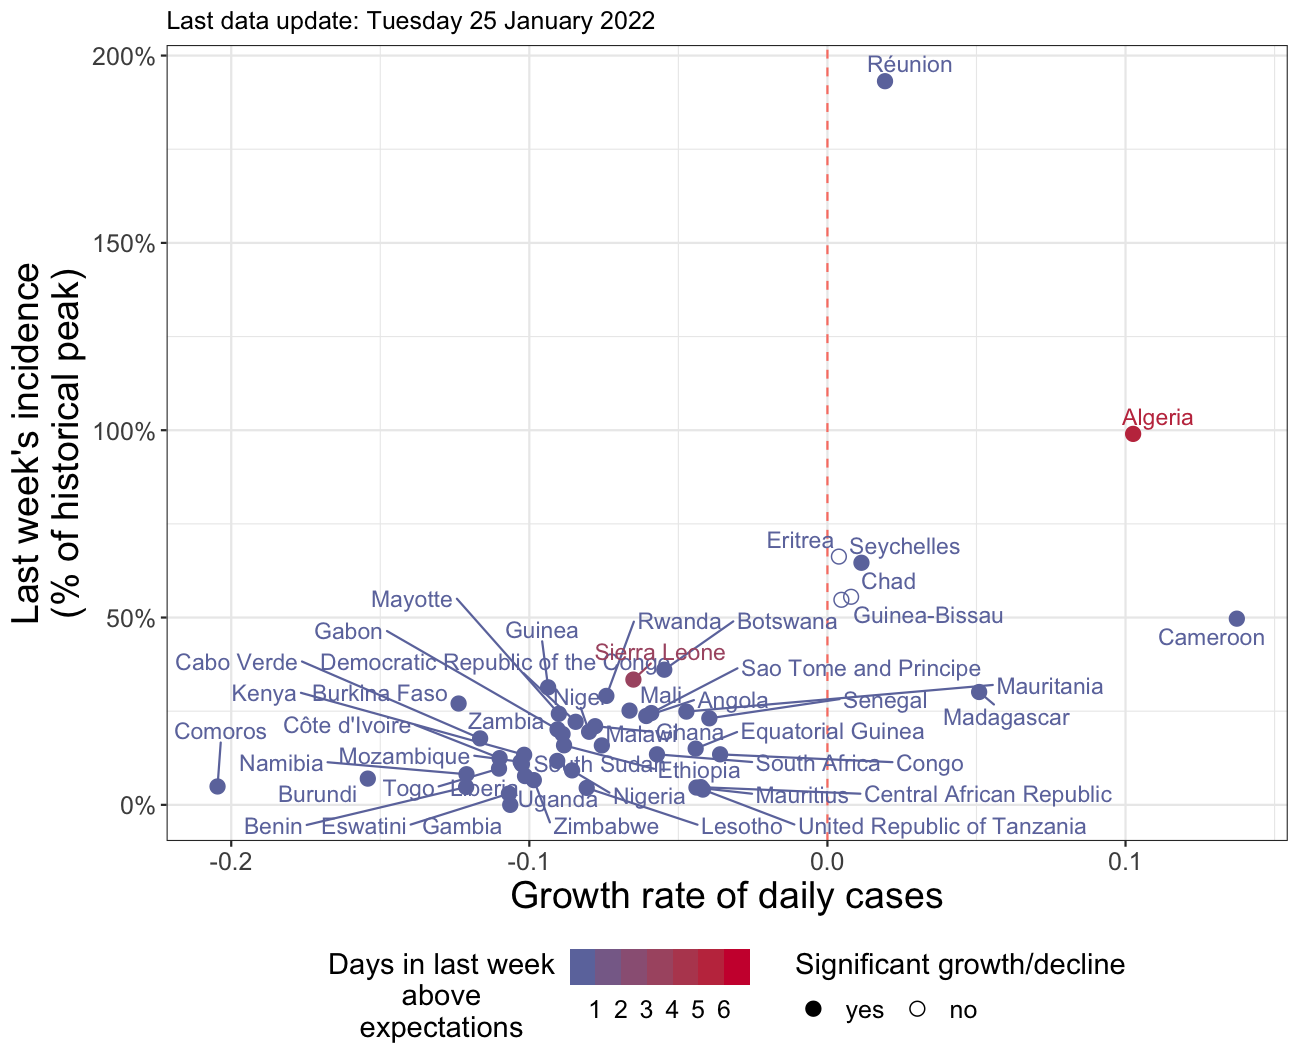 Last data update: Tuesday 25 January 2022
200%
150%
100%
50%
0%
Last week's incidence
(% of historical peak)
Réunion
Algeria
Eritrea
Seychelles
Chad
Guinea-Bissau
Cameroon
Mayotte
Gabon
Guinea
Rwanda
Botswana
Sierra Leone
Cabo Verde
Democratic Republic of the Congo
Sao Tome and Principe
Kenya
Burkina Faso
Niger
Mali
Angola
Senegal
Mauritania
Madagascar
Comoros
Côte d'Ivoire
Zambia
Malawi
Ghana
Equatorial Guinea
Namibia
Mozambique
South Sudan
Ethiopia
South Africa
Congo
Burundi
Togo
Liberia
Uganda
Nigeria
Mauritius
Central African Republic
Benin
Eswatini
Gambia
Zimbabwe
Lesotho
United Republic of Tanzania
-0.2
-0.1
0.0
0.1
Growth rate of daily cases
Days in last week
above
expectations
1 2 3 4 5 6
Significant growth/decline
yes
no